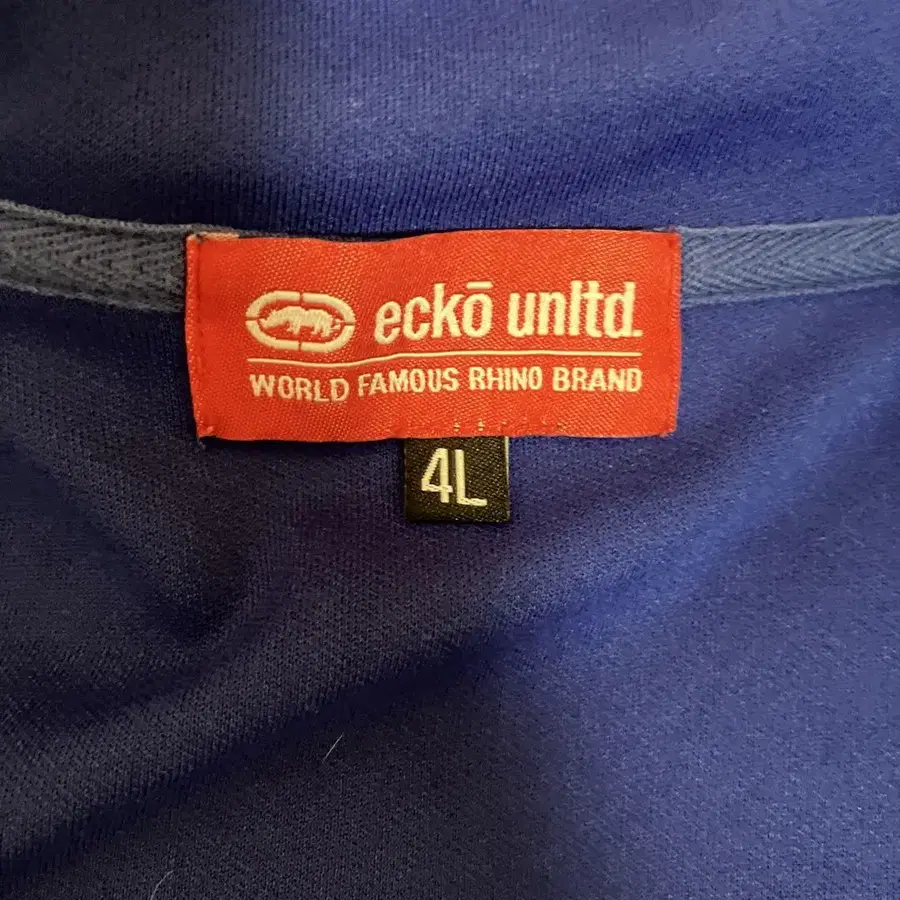 eckō unltd.
WORLD FAMOUS RHINO BRAND
4L